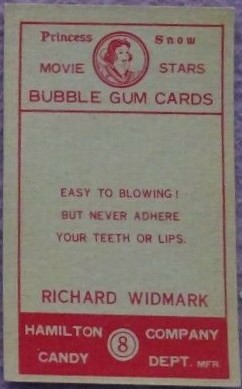 Princess Snow
MOVIE STARS
BUBBLE GUM CARDS
EASY TO BLOWING!
BUT NEVER ADHERE
YOUR TEETH OR LIPS.
RICHARD WIDMARK
HAMILTON 8 COMPANY
CANDY DEPT. MFR.